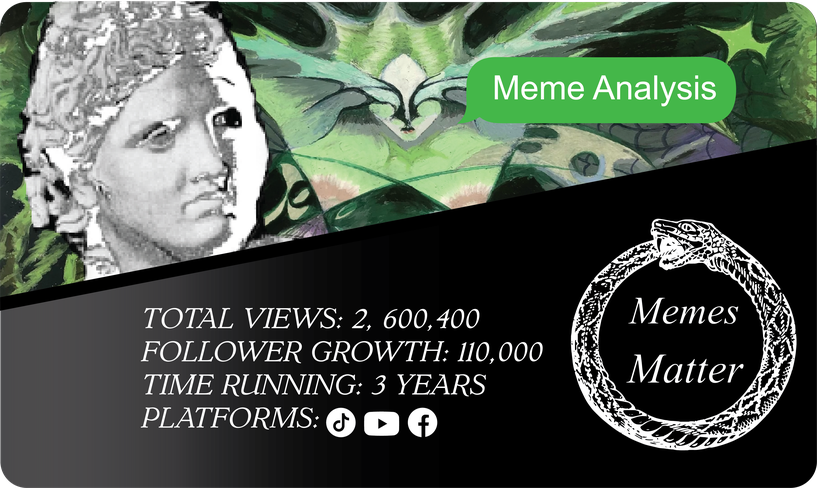 Meme Analysis
TOTAL VIEWS: 2, 600,400
FOLLOWER GROWTH: 110,000
TIME RUNNING: 3 YEARS
PLATFORMS:
Memes
Matter